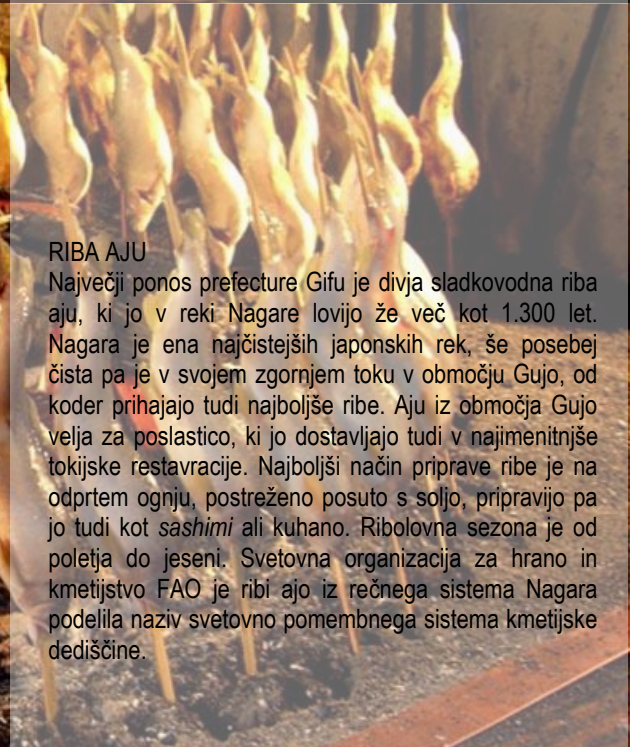 RIBA AJU
Največji ponos prefecture Gifu je divja sladkovodna riba
aju, ki jo v reki Nagare lovijo že več kot 1.300 let.
Nagara je ena najčistejših japonskih rek, še posebej
čista pa je v svojem zgornjem toku v območju Gujo, od
koder prihajajo tudi najboljše ribe. Aju iz območja Gujo
velja za poslastico, ki jo dostavljajo tudi v najimenitnjše
tokijske restavracije. Najboljši način priprave ribe je na
odprtem ognju, postreženo posuto s soljo, pripravijo pa
jo tudi kot sashimi ali kuhano. Ribolovna sezona je od
poletja do jeseni. Svetovna organizacija za hrano in
kmetijstvo FAO je ribi ajo iz rečnega sistema Nagara
podelila naziv svetovno pomembnega sistema kmetijske
dediščine.